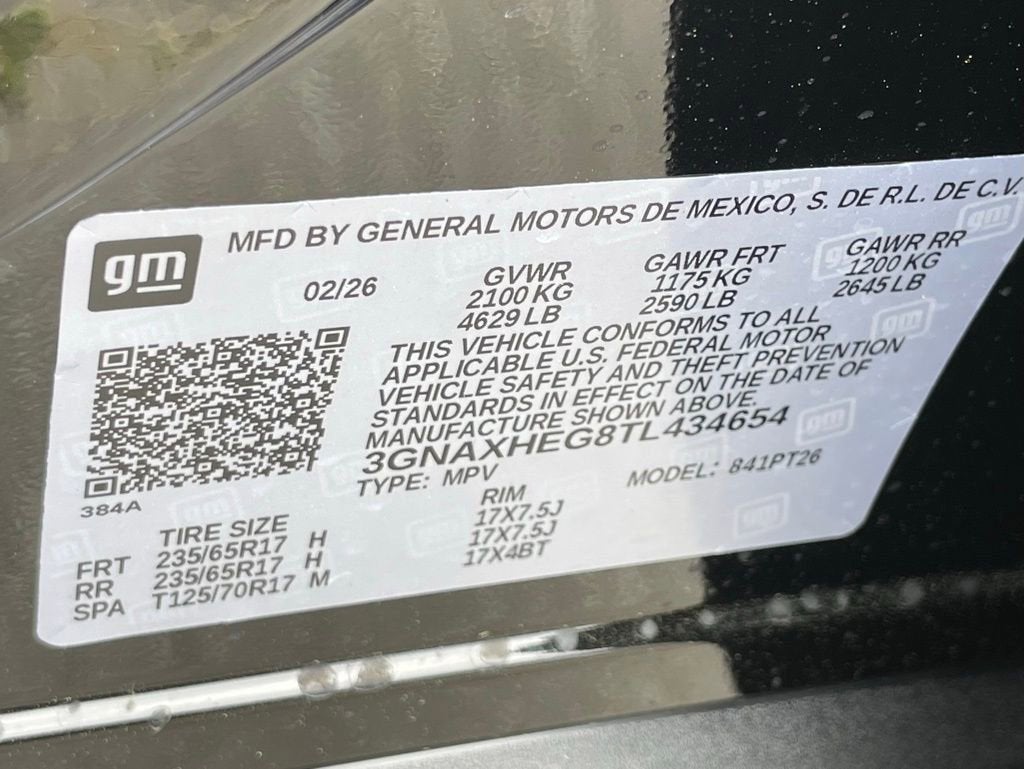 gm
MFD BY GENERAL MOTORS DE MEXICO, S. DE R.L. DE C.V.
02/26
GVWR
2100 KG
4629 LB
GAWR FRT
1175 KG
2590 LB
GAWR RR
1200 KG
2645 LB
THIS VEHICLE CONFORMS TO ALL
APPLICABLE U.S. FEDERAL MOTOR
VEHICLE SAFETY AND THEFT PREVENTION
STANDARDS IN EFFECT ON THE DATE OF
MANUFACTURE SHOWN ABOVE.
3GNAXHEG8TL434654
TYPE: MPV
MODEL: 841PT26
384A
TIRE SIZE
RIM
FRT 235/65R17 H 17X7.5J
RR 235/65R17 H 17X7.5J
SPA T125/70R17 M 17X4BT